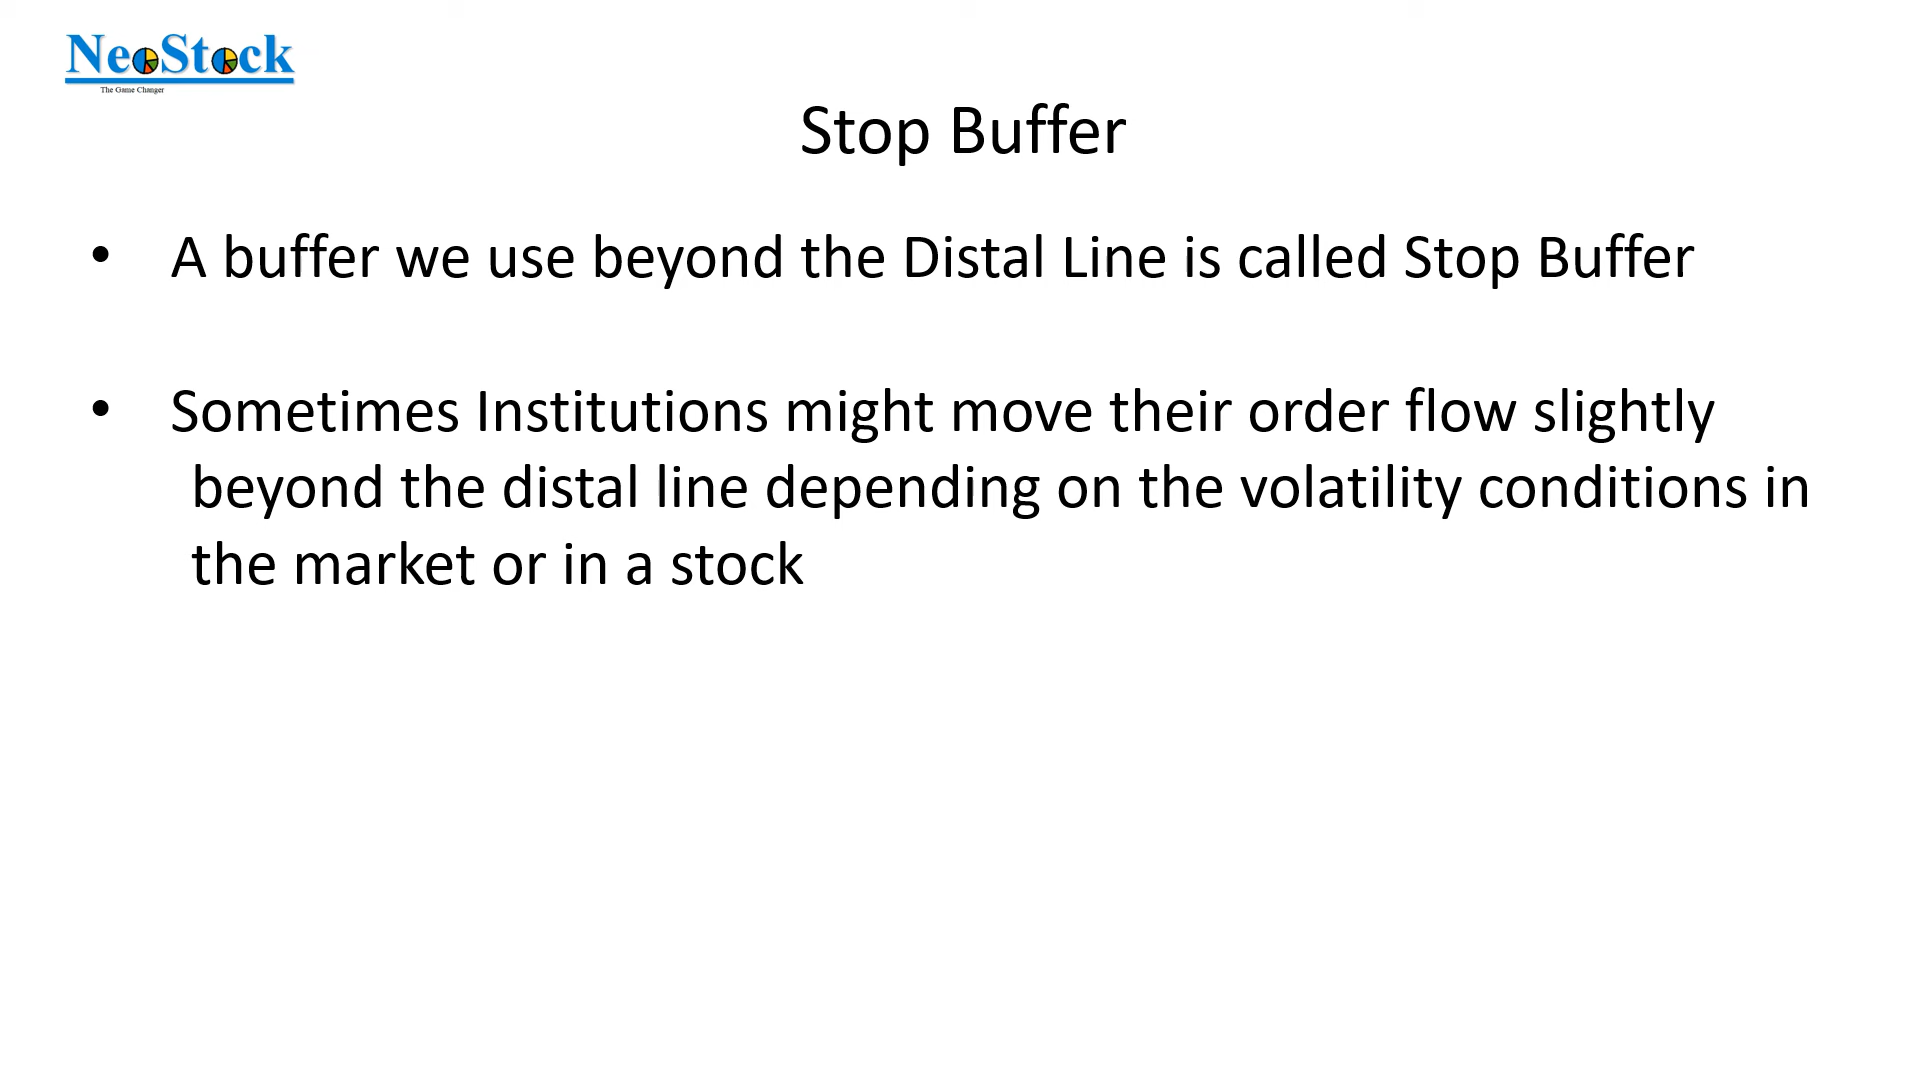 NeoStock
The Game Changer
Stop Buffer
• A buffer we use beyond the Distal Line is called Stop Buffer
• Sometimes Institutions might move their order flow slightly
beyond the distal line depending on the volatility conditions in
the market or in a stock